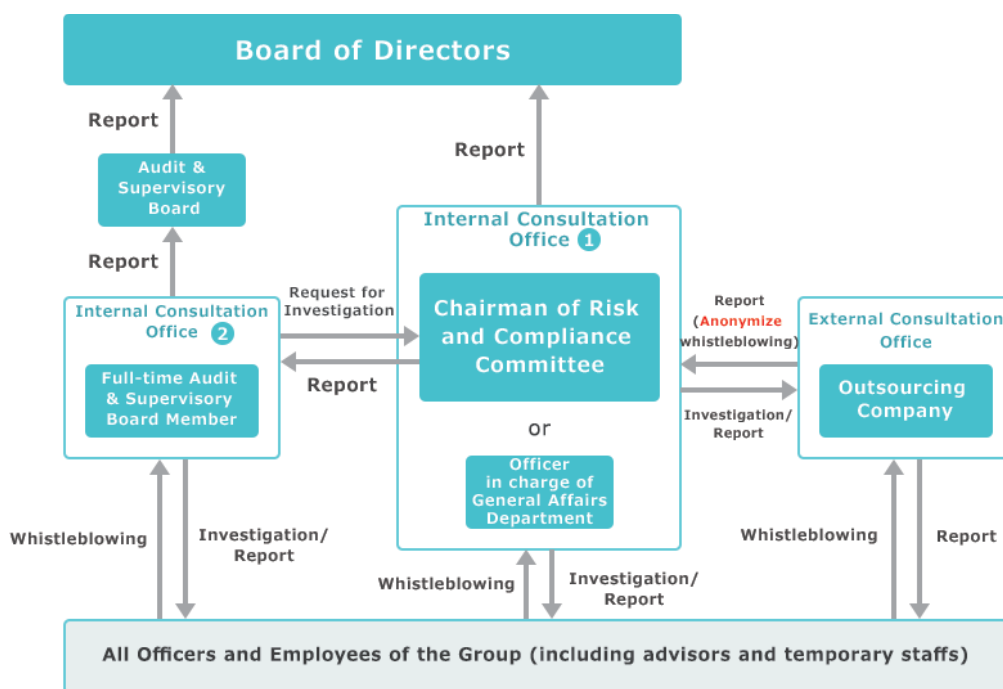 Board of Directors
Report
Report
Audit &
Supervisory
Board
Report
Internal Consultation
Office 1
Chairman of Risk
and Compliance
Committee
or
Officer
in charge of
General Affairs
Department
Internal Consultation
Office 2
Full-time Audit
& Supervisory
Board Member
Request for
Investigation
Report
Report
(Anonymize
whistleblowing)
Investigation/
Report
External Consultation
Office
Outsourcing
Company
Whistleblowing
Investigation/
Report
Whistleblowing
Investigation/
Report
Whistleblowing
Report
All Officers and Employees of the Group (including advisors and temporary staffs)